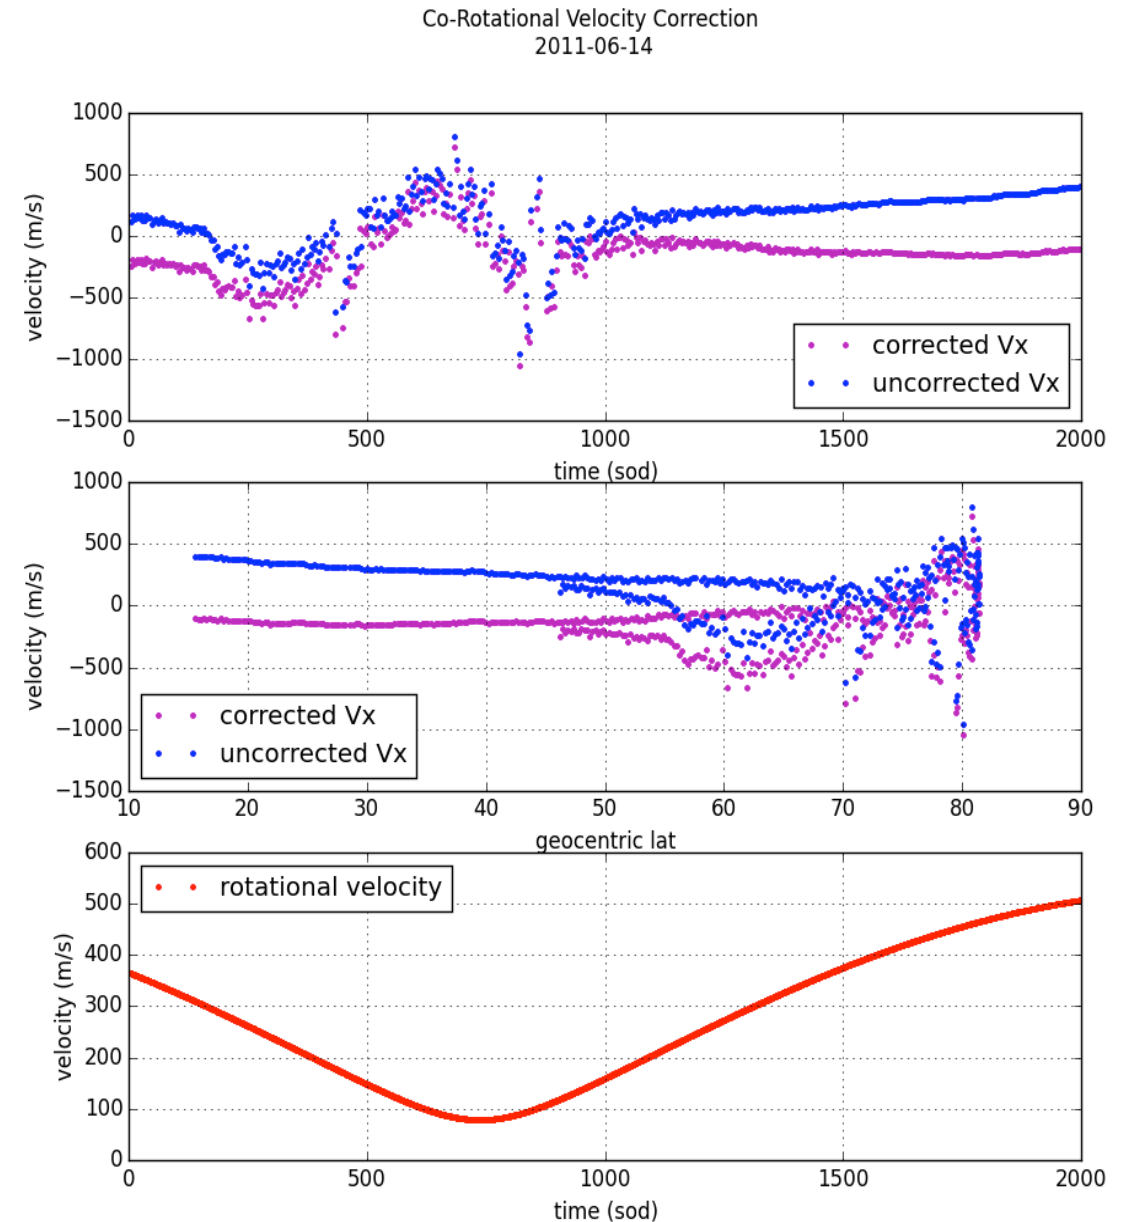 Co-Rotational Velocity Correction
2011-06-14
1000
500
0
−500
−1000
−1500
velocity (m/s)
corrected Vx
uncorrected Vx
0 500 1000 1500 2000
time (sod)
1000
500
0
−500
−1000
−1500
velocity (m/s)
corrected Vx
uncorrected Vx
10 20 30 40 50 60 70 80 90
geocentric lat
600
500
400
300
200
100
0
velocity (m/s)
rotational velocity
0 500 1000 1500 2000
time (sod)